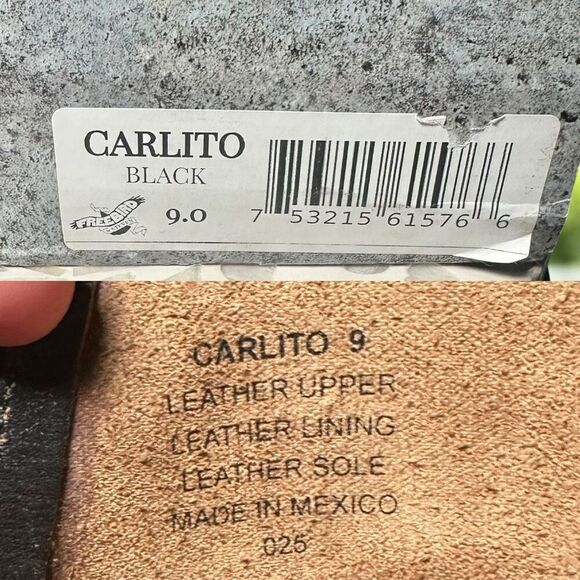 CARLITO
BLACK
FREEBIRD
9.0
7 53215 61576 6
CARLITO 9
LEATHER UPPER
LEATHER LINING
LEATHER SOLE
MADE IN MEXICO
025